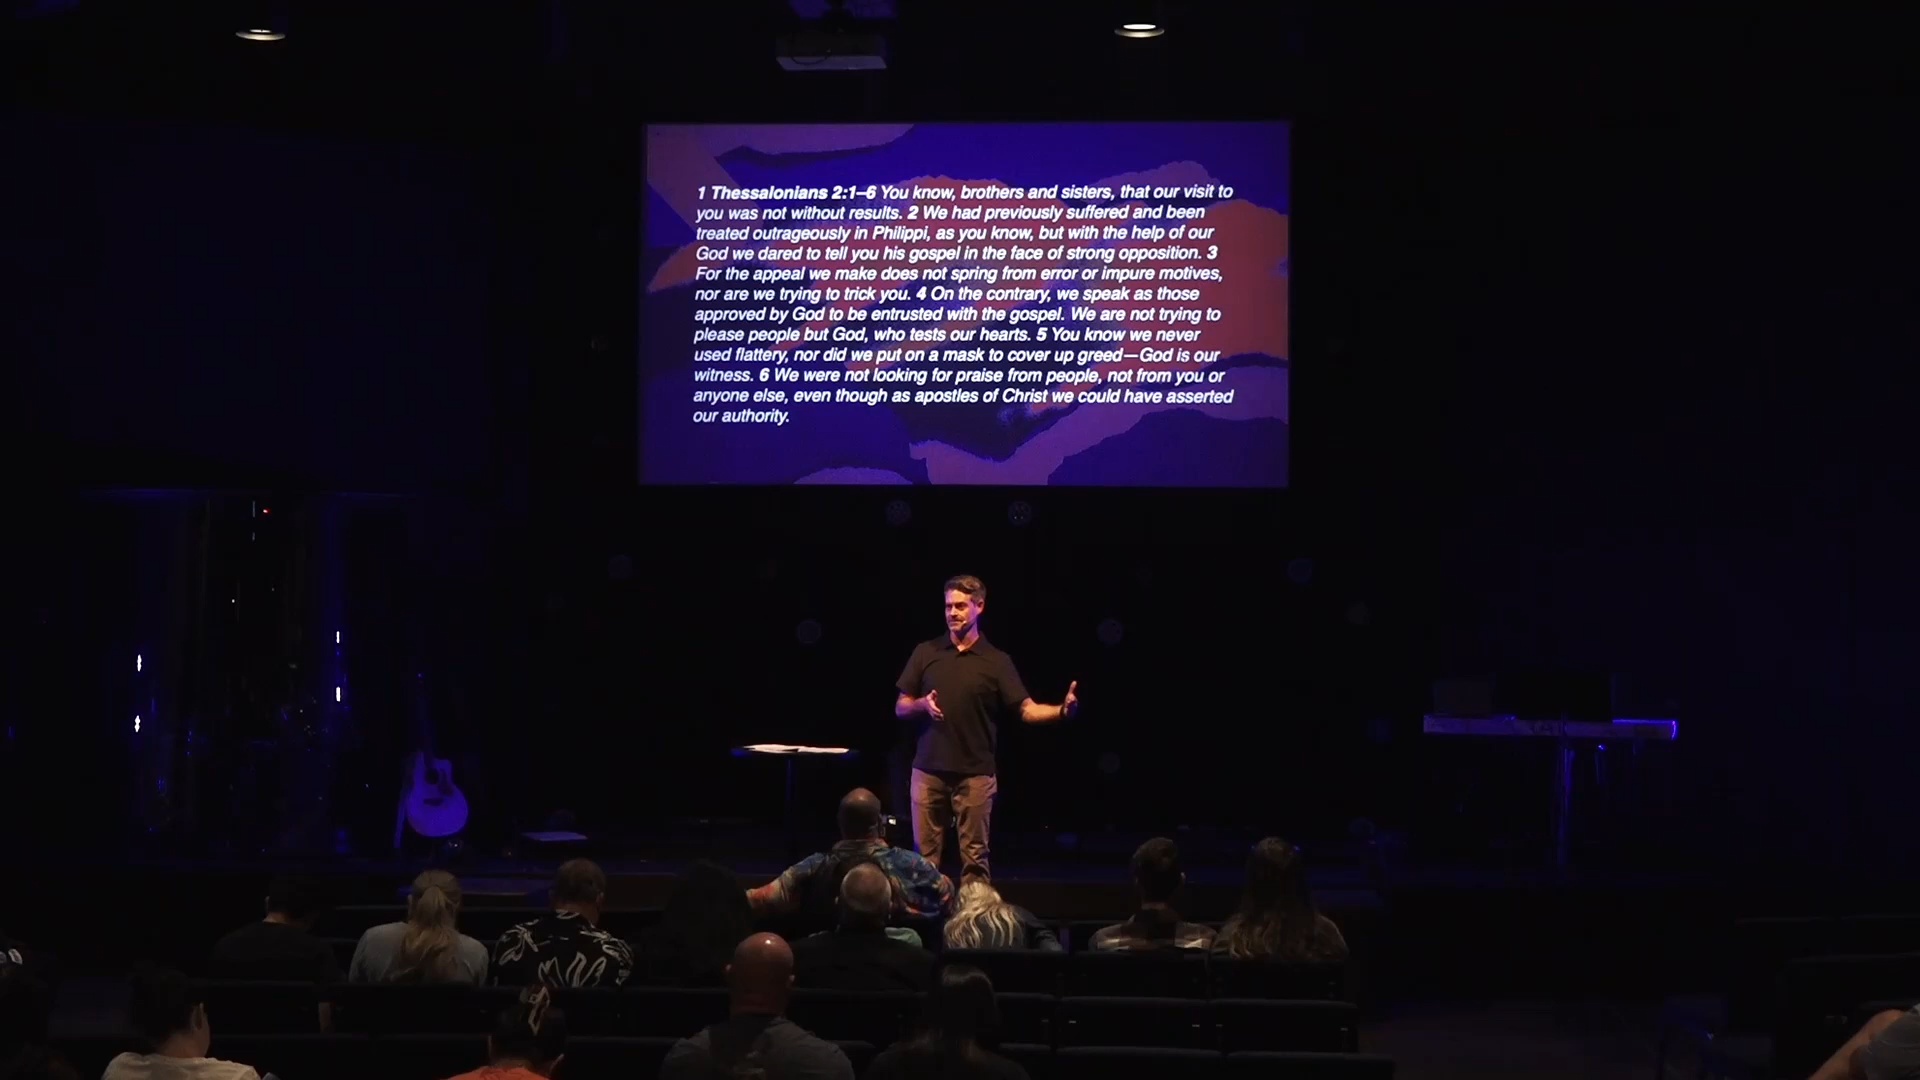 1 Thessalonians 2:1–6 You know, brothers and sisters, that our visit to
you was not without results. 2 We had previously suffered and been
treated outrageously in Philippi, as you know, but with the help of our
God we dared to tell you his gospel in the face of strong opposition. 3
For the appeal we make does not spring from error or impure motives,
nor are we trying to trick you. 4 On the contrary, we speak as those
approved by God to be entrusted with the gospel. We are not trying to
please people but God, who tests our hearts. 5 You know we never
used flattery, nor did we put on a mask to cover up greed—God is our
witness. 6 We were not looking for praise from people, not from you or
anyone else, even though as apostles of Christ we could have asserted
our authority.